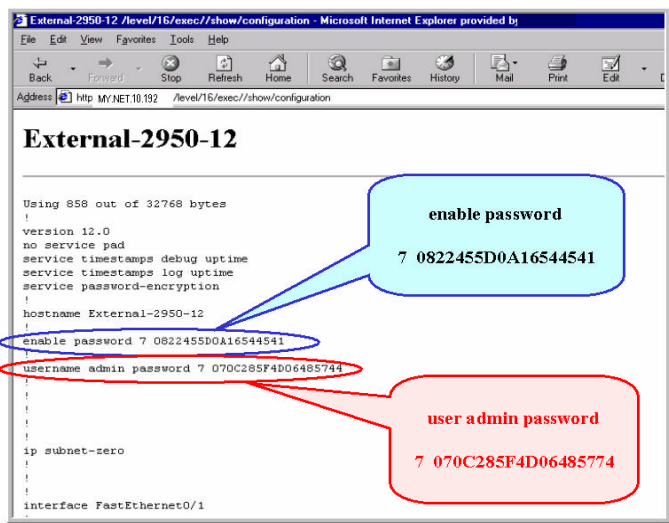 External-2950-12 /level/16/exec//show/configuration - Microsoft Internet Explorer provided by
File Edit View Favorites Tools Help
Back Forward Stop Refresh Home Search Favorites History Mail Print Edit
Address http MY.NET.10.192 /level/16/exec//show/configuration
External-2950-12
Using 858 out of 32768 bytes
!
version 12.0
no service pad
service timestamps debug uptime
service timestamps log uptime
service password-encryption
!
hostname External-2950-12
!
enable password 7 0822455D0A16544541
!
username admin password 7 070C285F4D06485744
!
!
!
!
!
ip subnet-zero
!
!
!
interface FastEthernet0/1
!
enable password
7 0822455D0A16544541
user admin password
7 070C285F4D06485774